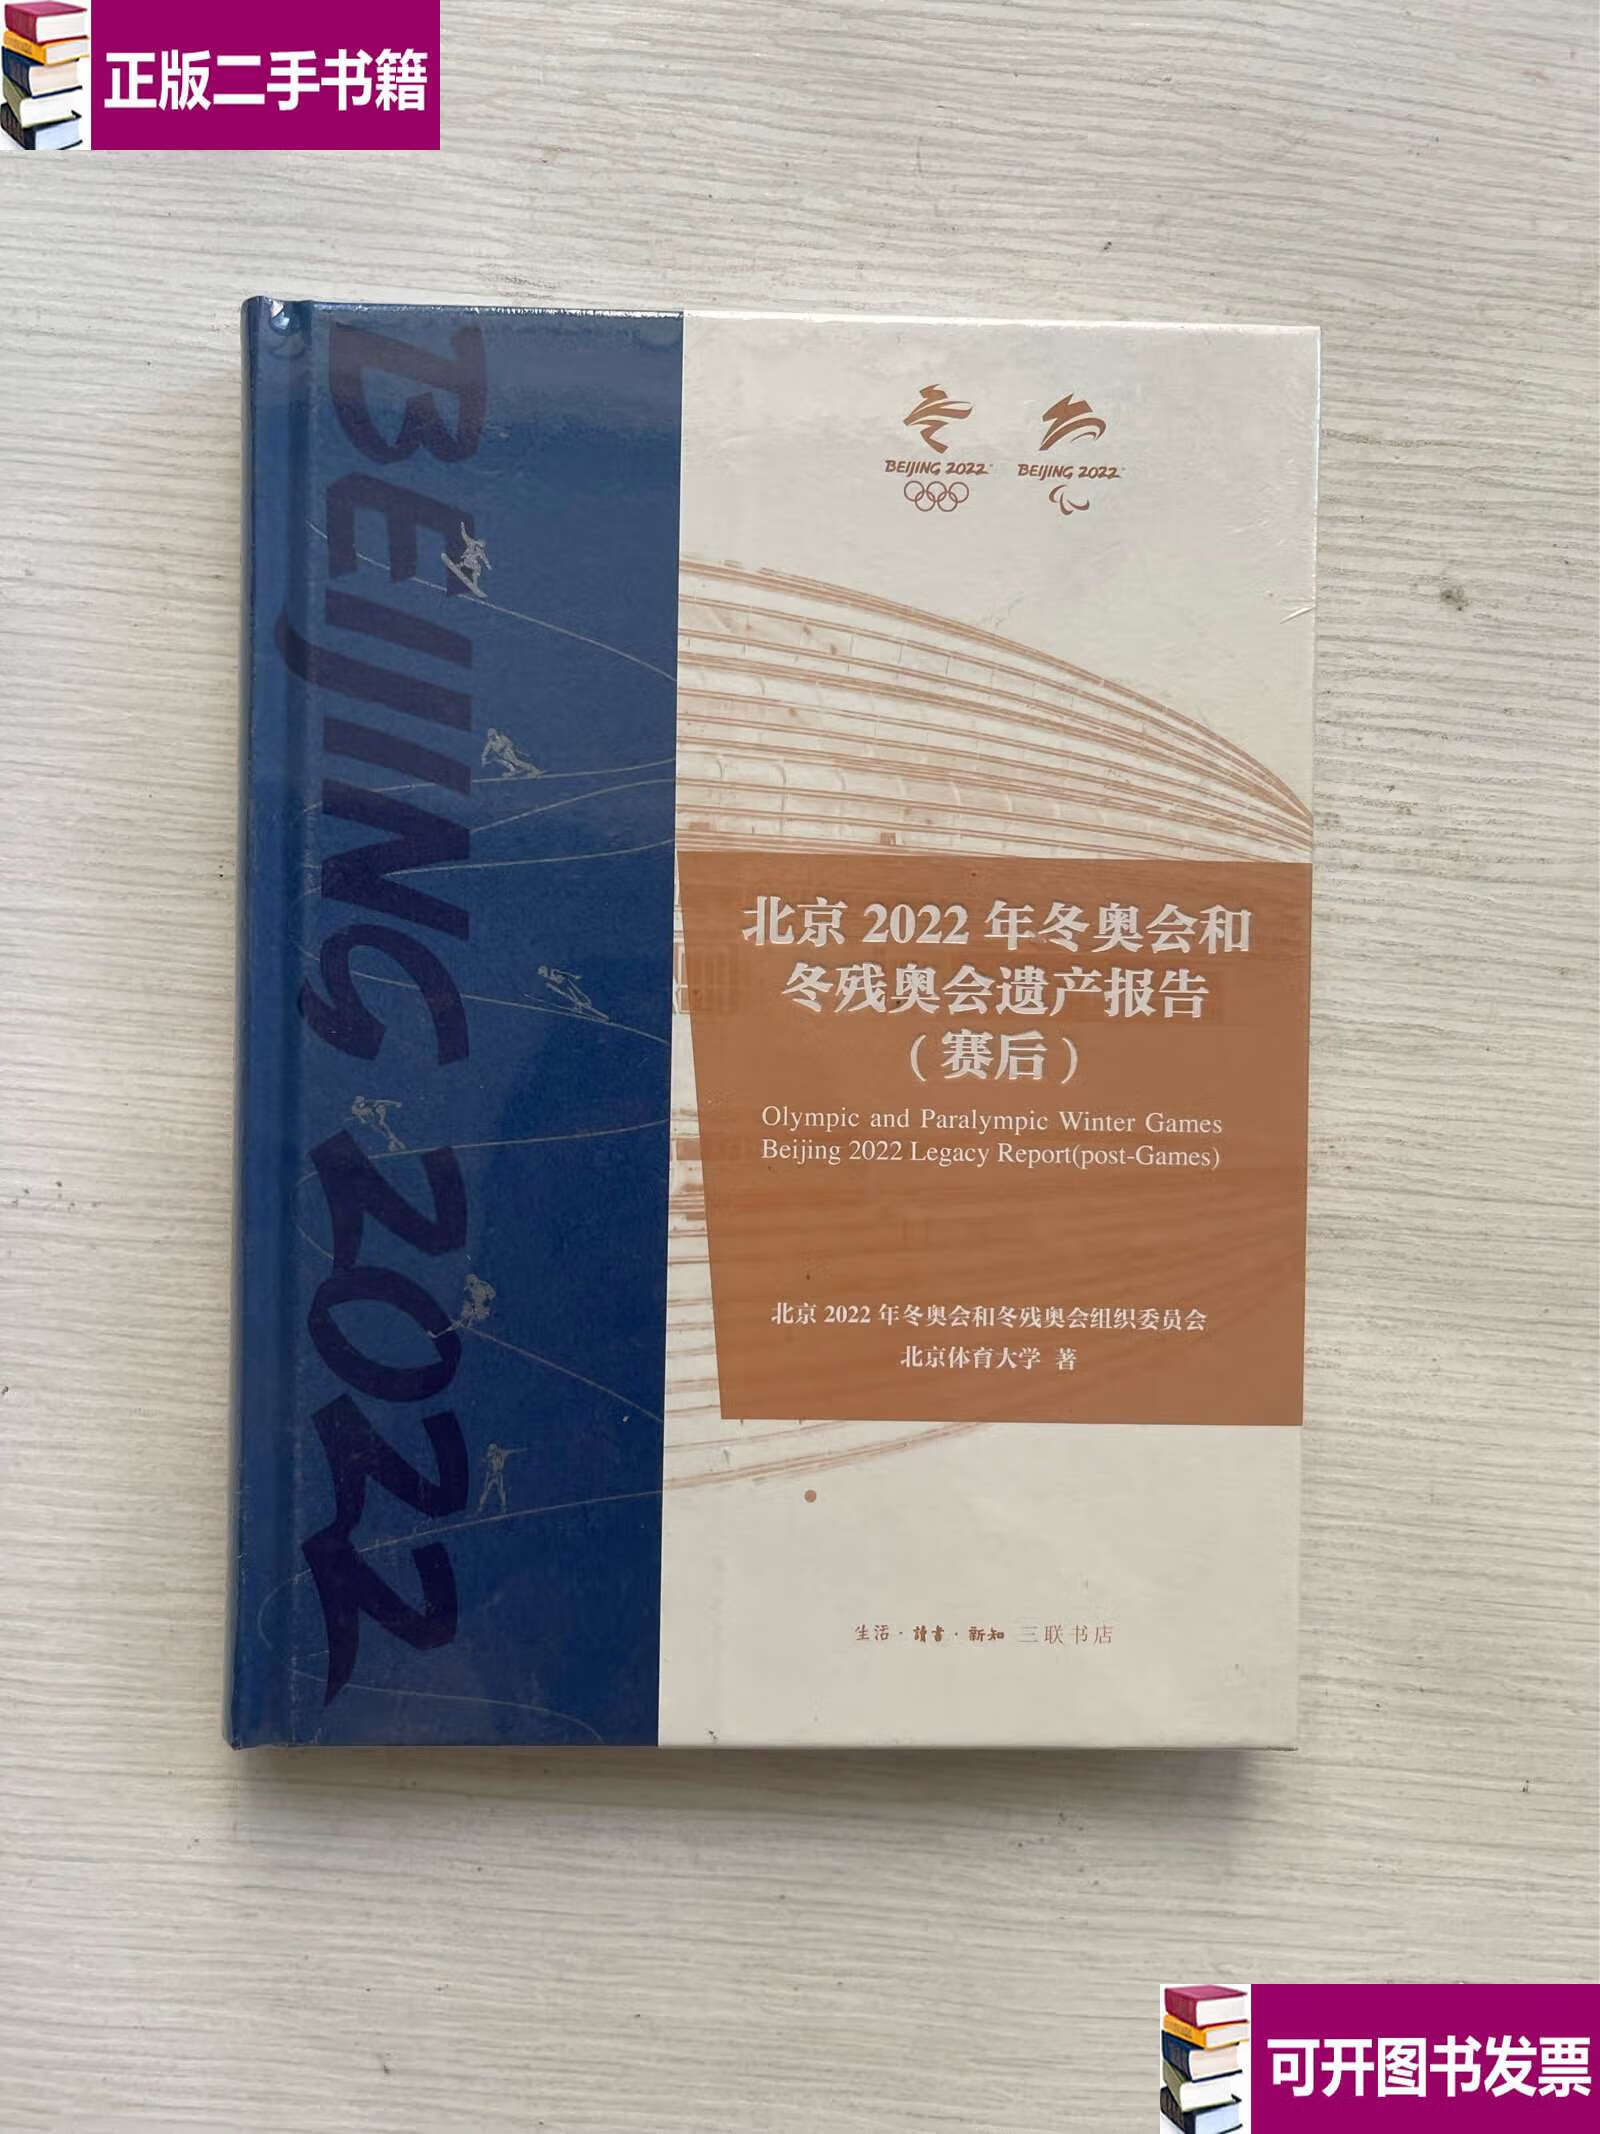 正版二手书籍
BEIJING 2022
BEIJING 2022
BEIJING 2022
北京 2022 年冬奥会和
冬残奥会遗产报告
（赛后）
Olympic and Paralympic Winter Games
Beijing 2022 Legacy Report(post-Games)
北京 2022 年冬奥会和冬残奥会组织委员会
北京体育大学 著
生活·讀書·新知 三联书店
可开图书发票